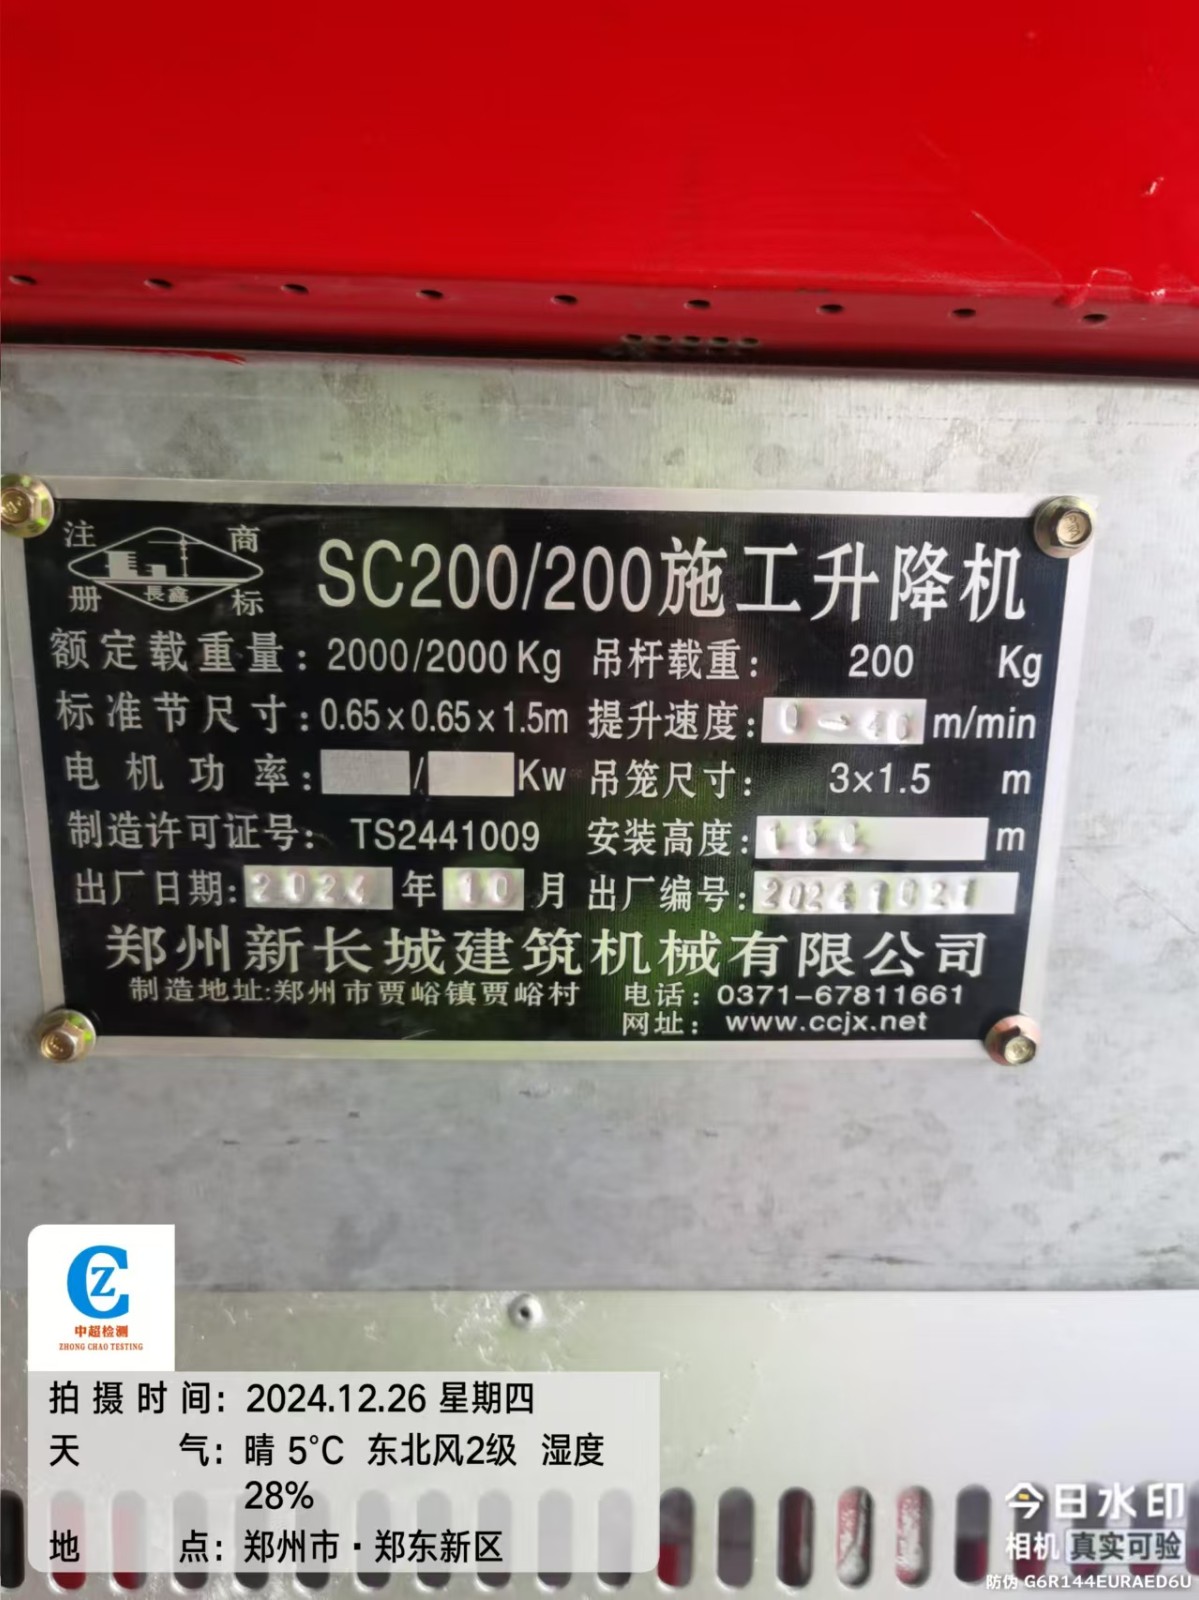 注 商
册 長鑫 标
SC200/200施工升降机
额定载重量：2000/2000Kg 吊杆载重： 200 Kg
标准节尺寸：0.65×0.65×1.5m 提升速度： m/min
电机功率： / Kw 吊笼尺寸： 3×1.5 m
制造许可证号： TS2441009 安装高度： m
出厂日期：2024 年 10 月 出厂编号：20241021
郑州新长城建筑机械有限公司
制造地址:郑州市贾峪镇贾峪村 电话：0371-67811661
网址：www.ccjx.net
CZ
中超检测
ZHONG CHAO TESTING
拍摄时间：2024.12.26 星期四
天气：晴 5℃ 东北风2级 湿度
28%
地点：郑州市·郑东新区
今日水印
相机 真实可验
防伪 G6R144EURAED6U